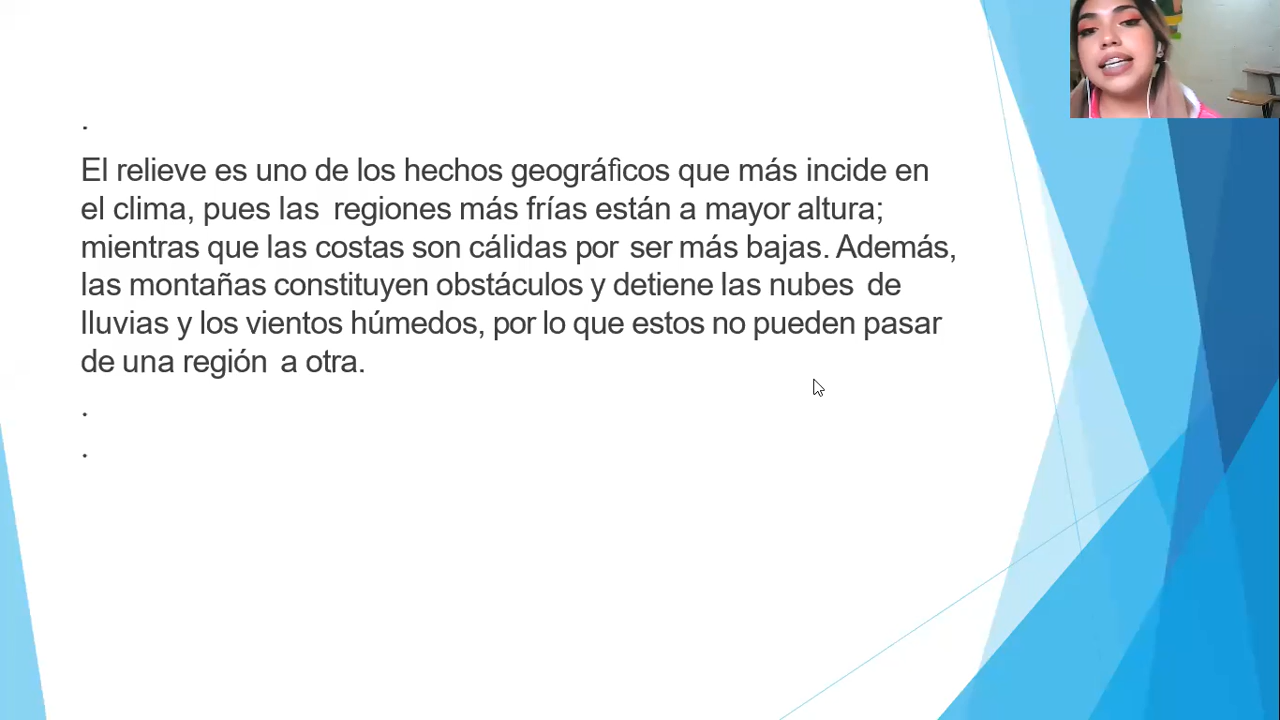 .
El relieve es uno de los hechos geográficos que más incide en
el clima, pues las regiones más frías están a mayor altura;
mientras que las costas son cálidas por ser más bajas. Además,
las montañas constituyen obstáculos y detiene las nubes de
lluvias y los vientos húmedos, por lo que estos no pueden pasar
de una región a otra.
.
.